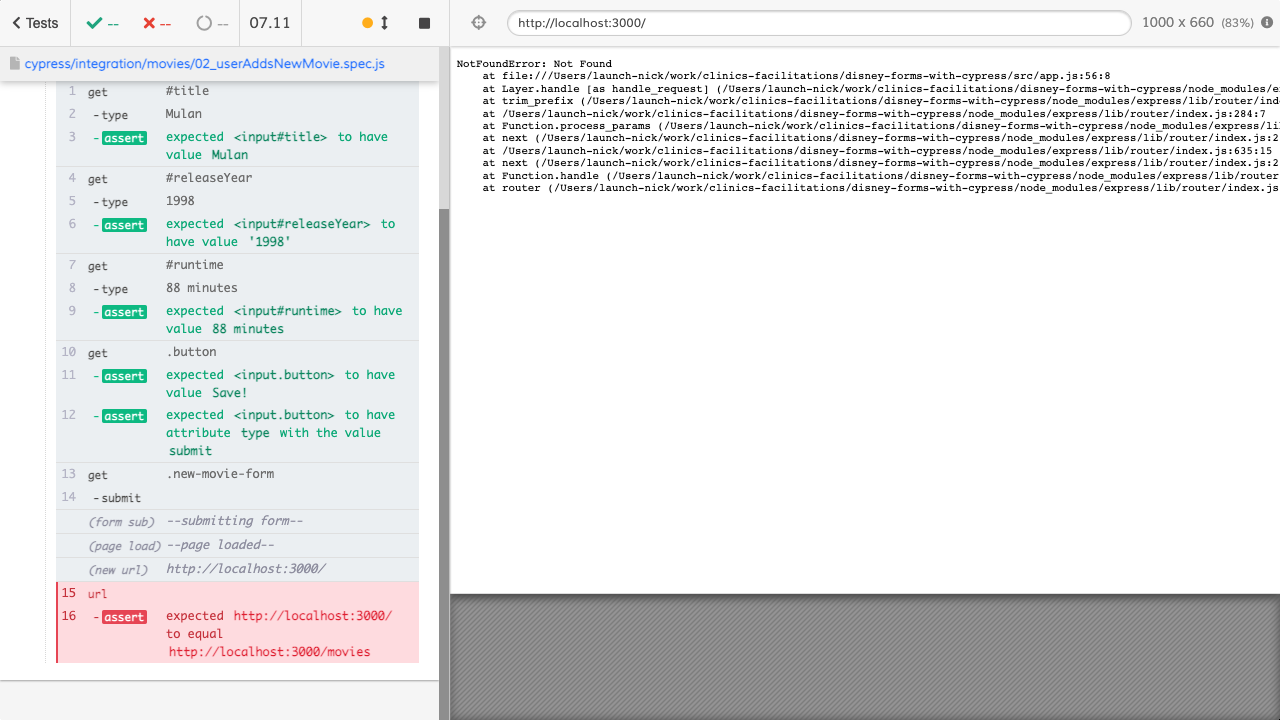 Tests -- -- -- 07.11 http://localhost:3000/ 1000 x 660 (83%)
cypress/integration/movies/02_userAddsNewMovie.spec.js
1 get #title
2 -type Mulan
3 -assert expected <input#title> to have
value Mulan
4 get #releaseYear
5 -type 1998
6 -assert expected <input#releaseYear> to
have value '1998'
7 get #runtime
8 -type 88 minutes
9 -assert expected <input#runtime> to have
value 88 minutes
10 get .button
11 -assert expected <input.button> to have
value Save!
12 -assert expected <input.button> to have
attribute type with the value
submit
13 get .new-movie-form
14 -submit
(form sub) --submitting form--
(page load) --page loaded--
(new url) http://localhost:3000/
15 url
16 -assert expected http://localhost:3000/
to equal
http://localhost:3000/movies
NotFoundError: Not Found
at file:///Users/launch-nick/work/clinics-facilitations/disney-forms-with-cypress/src/app.js:56:8
at Layer.handle [as handle_request] (/Users/launch-nick/work/clinics-facilitations/disney-forms-with-cypress/node_modules/e
at trim_prefix (/Users/launch-nick/work/clinics-facilitations/disney-forms-with-cypress/node_modules/express/lib/router/ind
at /Users/launch-nick/work/clinics-facilitations/disney-forms-with-cypress/node_modules/express/lib/router/index.js:284:7
at Function.process_params (/Users/launch-nick/work/clinics-facilitations/disney-forms-with-cypress/node_modules/express/li
at next (/Users/launch-nick/work/clinics-facilitations/disney-forms-with-cypress/node_modules/express/lib/router/index.js:2
at /Users/launch-nick/work/clinics-facilitations/disney-forms-with-cypress/node_modules/express/lib/router/index.js:635:15
at next (/Users/launch-nick/work/clinics-facilitations/disney-forms-with-cypress/node_modules/express/lib/router/index.js:2
at Function.handle (/Users/launch-nick/work/clinics-facilitations/disney-forms-with-cypress/node_modules/express/lib/router
at router (/Users/launch-nick/work/clinics-facilitations/disney-forms-with-cypress/node_modules/express/lib/router/index.js